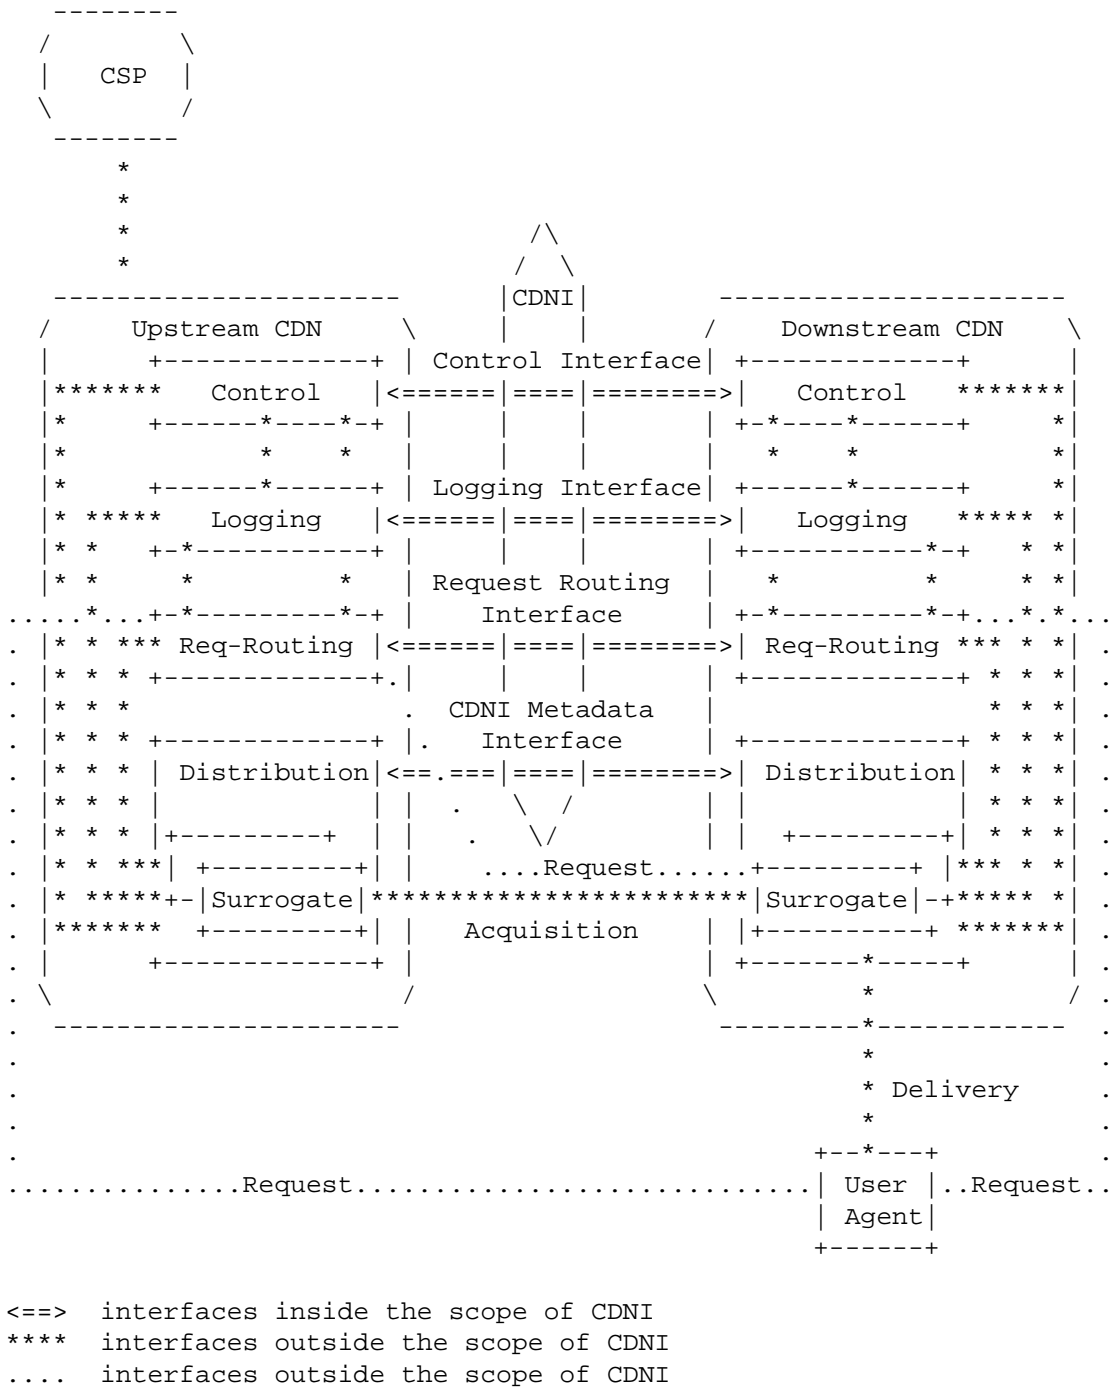 CSP
CDNI
Upstream CDN Downstream CDN
Control Interface
Control Control
Logging Interface
Logging Logging
Request Routing
Interface
Req-Routing Req-Routing
CDNI Metadata
Interface
Distribution Distribution
Request
Surrogate Surrogate
Acquisition
Delivery
Request User Request
Agent
<==> interfaces inside the scope of CDNI
**** interfaces outside the scope of CDNI
.... interfaces outside the scope of CDNI